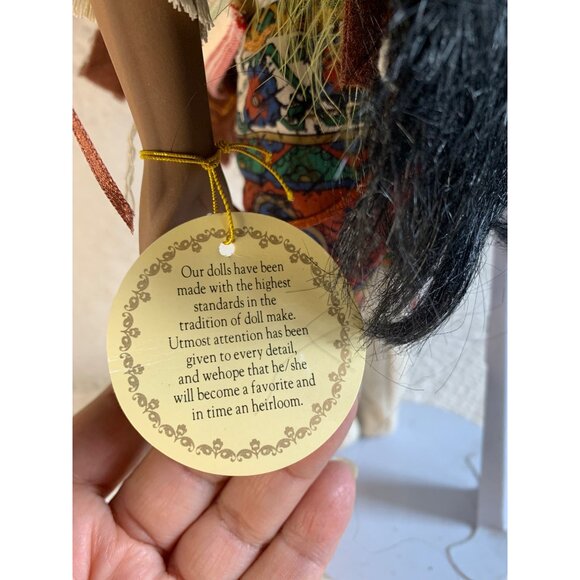 Our dolls have been
made with the highest
standards in the
tradition of doll make.
Utmost attention has been
given to every detail,
and wehope that he/she
will become a favorite and
in time an heirloom.